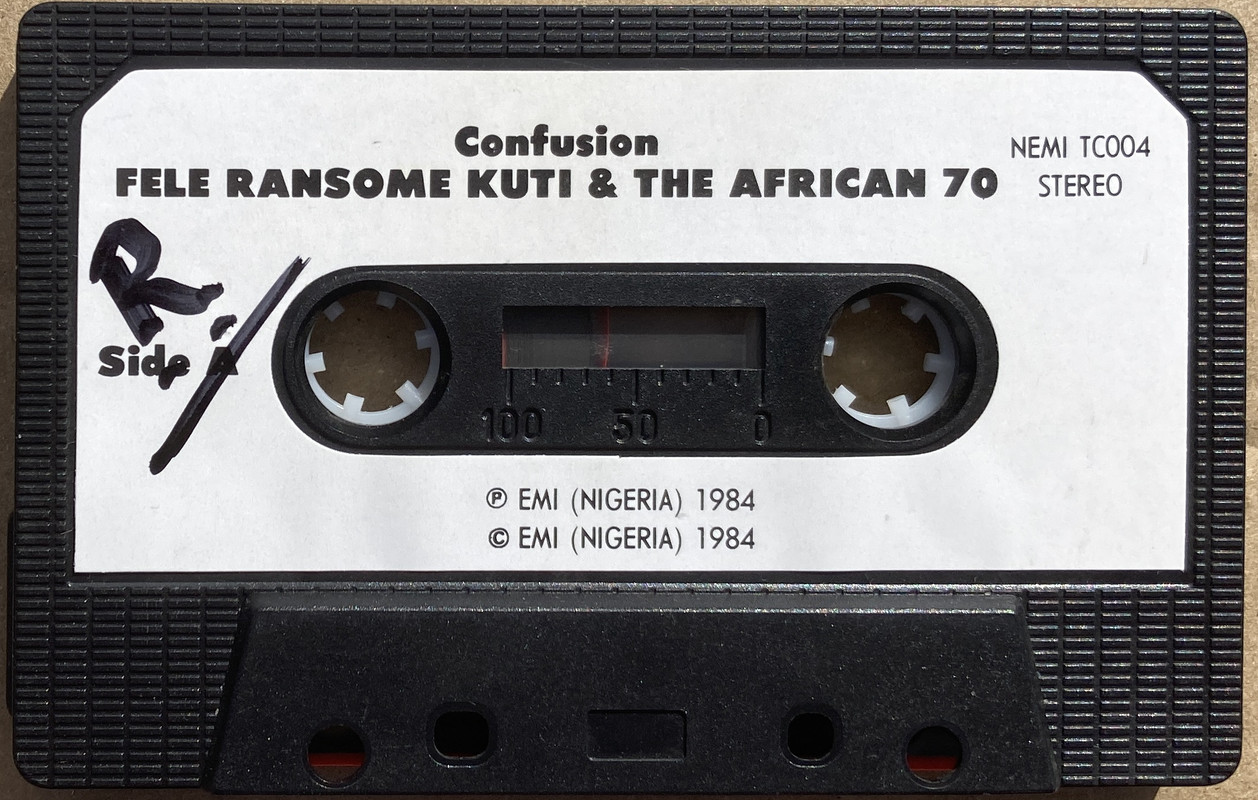 Confusion
FELE RANSOME KUTI & THE AFRICAN 70
NEMI TC004
STEREO
R.
Side A
100 50 0
℗ EMI (NIGERIA) 1984
© EMI (NIGERIA) 1984